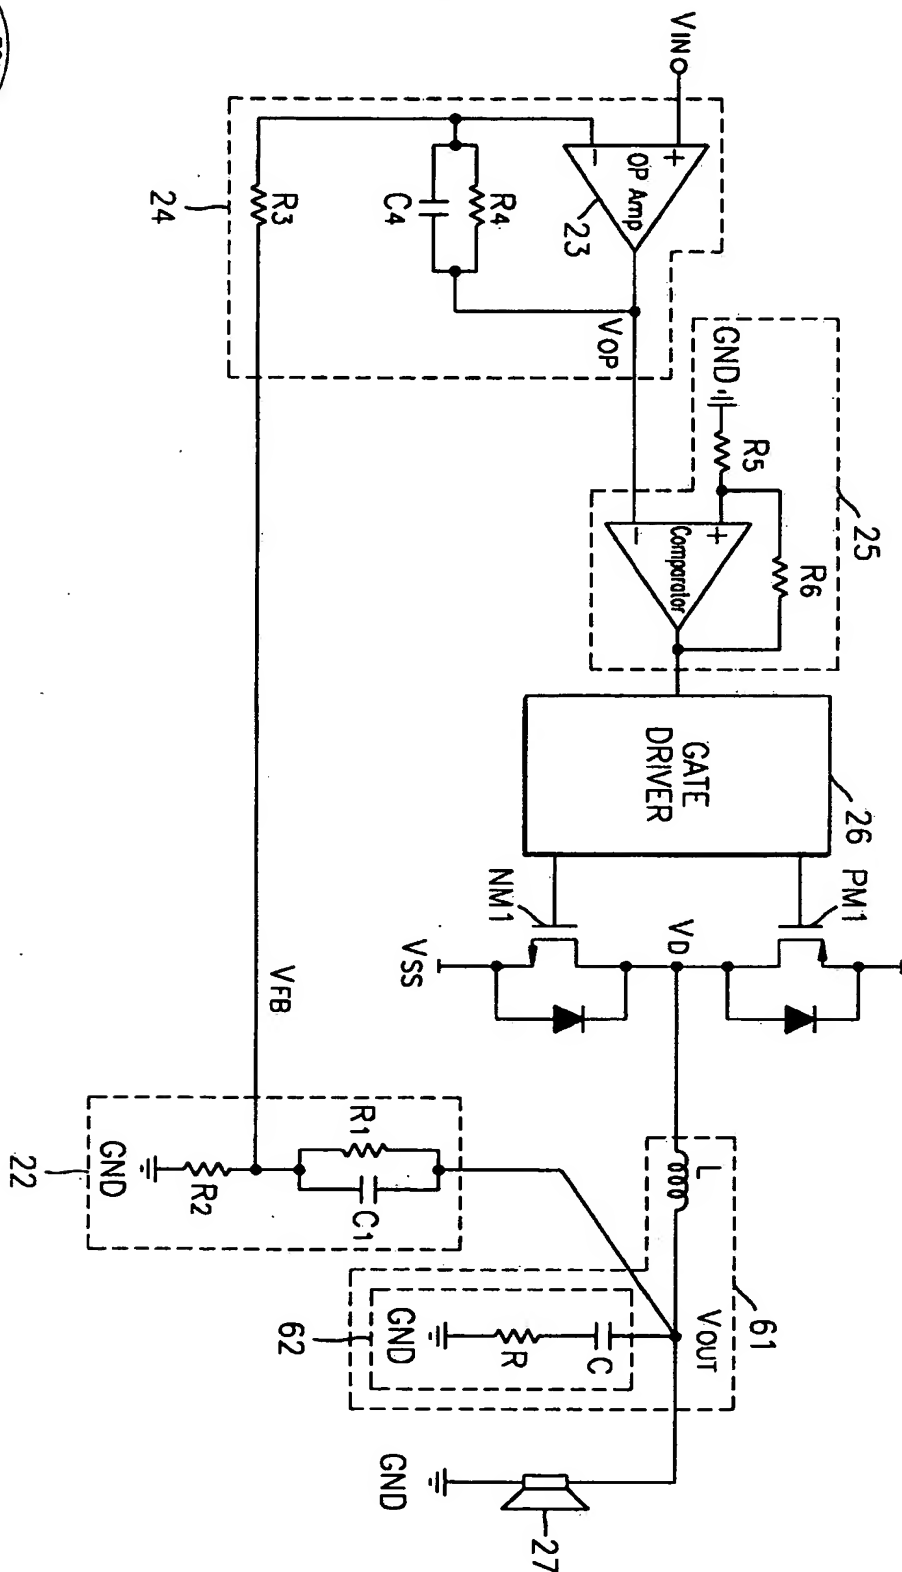 VIN
+
−
OP Amp
23
R4
C4
R3
24
VOP
GND
R5
R6
25
+
−
Comparator
GATE
DRIVER
26
PM1
NM1
VD
VSS
VFB
R1
C1
R2
GND
22
L
61
VOUT
C
R
GND
62
GND
27